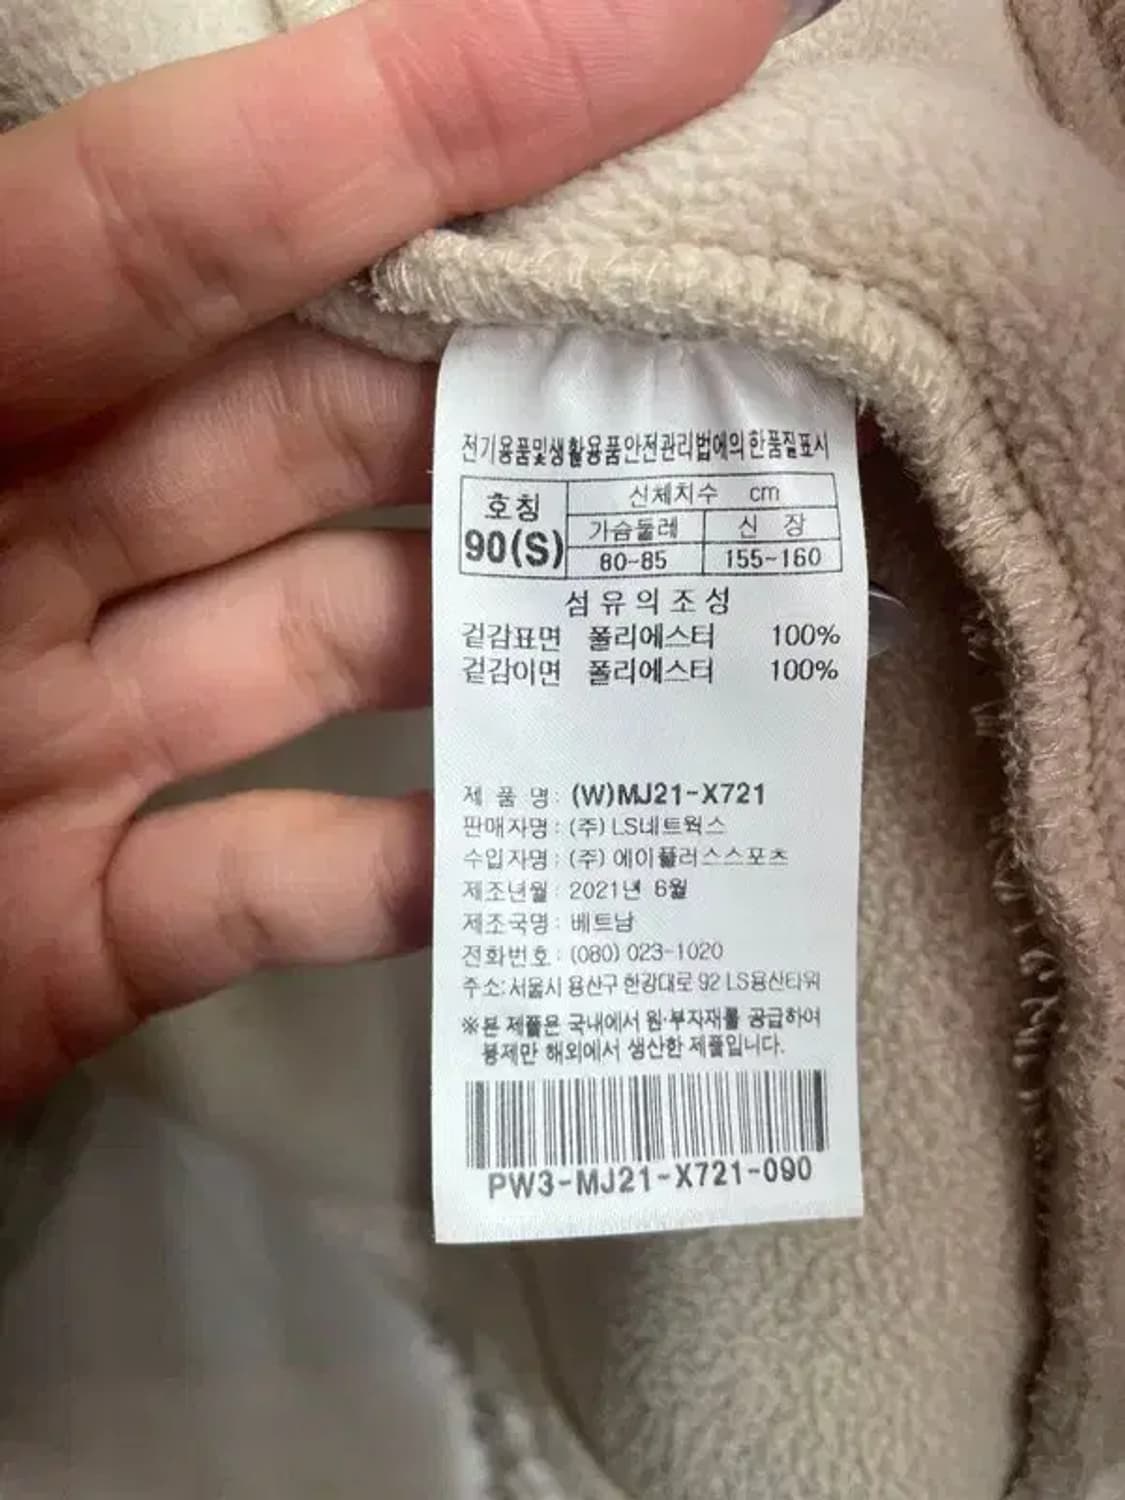 전기용품및생활용품안전관리법에의한품질표시
호칭 신체치수 cm
가슴둘레 신 장
90(S) 80-85 155~160
섬유의조성
겉감표면 폴리에스터 100%
겉감이면 폴리에스터 100%
제 품 명: (W)MJ21-X721
판매자명: (주) LS네트웍스
수입자명: (주) 에이플러스스포츠
제조년월: 2021년 6월
제조국명: 베트남
전화번호: (080) 023-1020
주소:서울시 용산구 한강대로 92 LS용산타워
※본 제품은 국내에서 원·부자재를 공급하여
봉제만 해외에서 생산한 제품입니다.
PW3-MJ21-X721-090